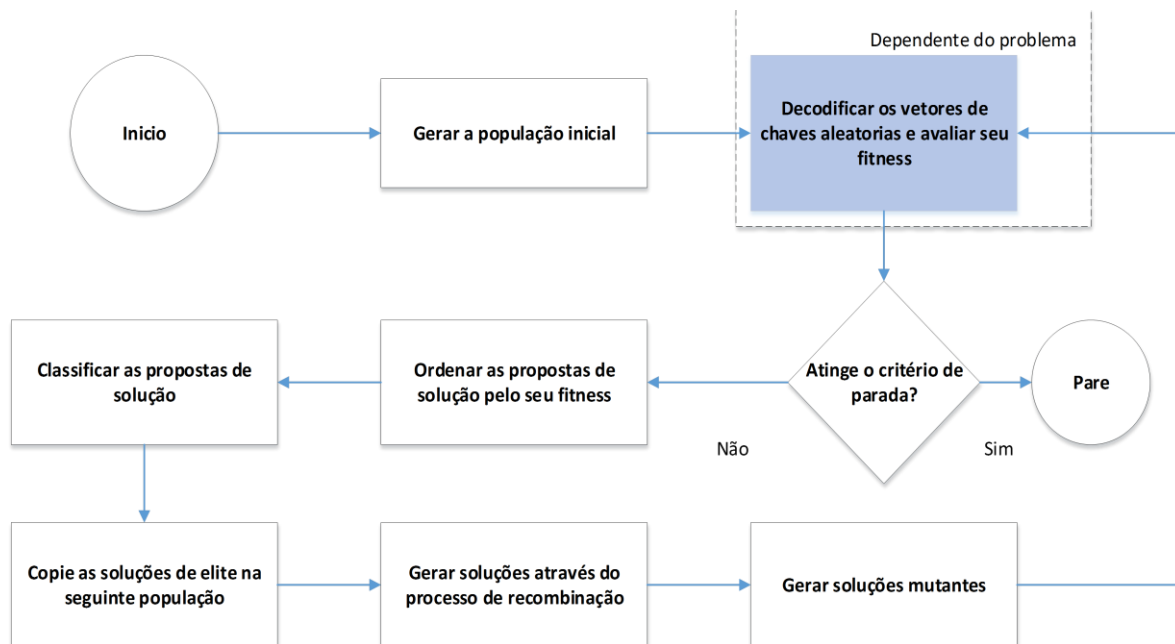 Dependente do problema
Inicio
Gerar a população inicial
Decodificar os vetores de
chaves aleatorias e avaliar seu
fitness
Classificar as propostas de
solução
Ordenar as propostas de
solução pelo seu fitness
Atinge o critério de
parada?
Pare
Não
Sim
Copie as soluções de elite na
seguinte população
Gerar soluções através do
processo de recombinação
Gerar soluções mutantes